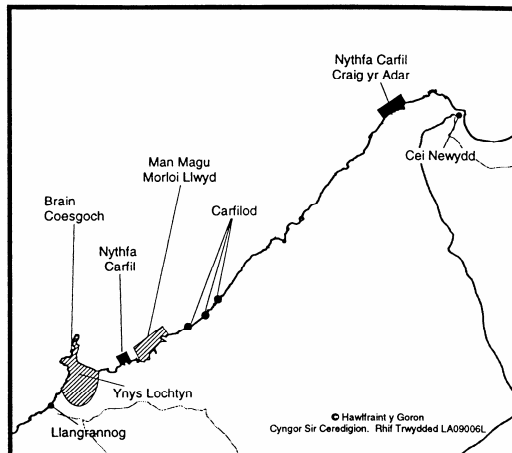 Nythfa Carfil
Craig yr Adar
Cei Newydd
Man Magu
Morloi Llwyd
Carfilod
Brain
Coesgoch
Nythfa
Carfil
Ynys Lochtyn
Llangrannog
© Hawlfraint y Goron
Cyngor Sir Ceredigion. Rhif Trwydded LA09006L